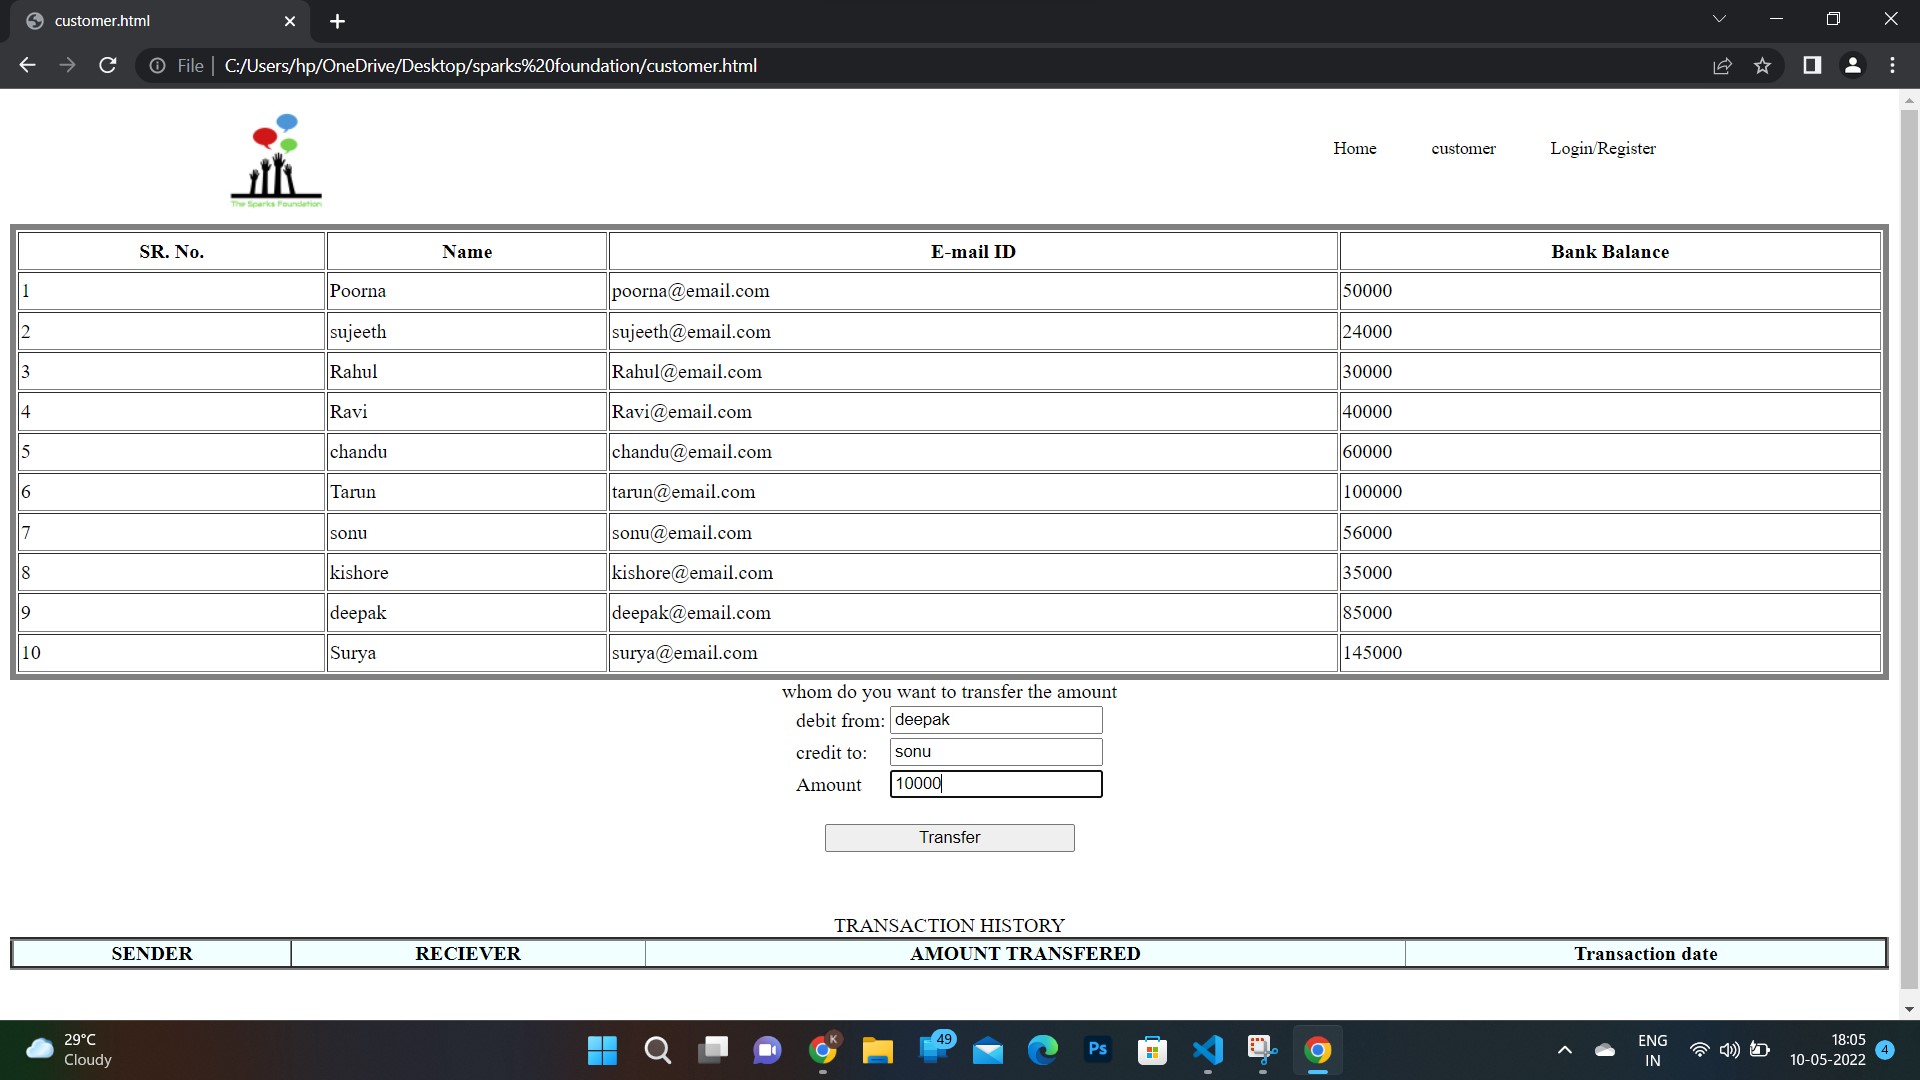 customer.html
File | C:/Users/hp/OneDrive/Desktop/sparks%20foundation/customer.html
The Sparks Foundation
Home customer Login/Register
SR. No. Name E-mail ID Bank Balance
1 Poorna poorna@email.com 50000
2 sujeeth sujeeth@email.com 24000
3 Rahul Rahul@email.com 30000
4 Ravi Ravi@email.com 40000
5 chandu chandu@email.com 60000
6 Tarun tarun@email.com 100000
7 sonu sonu@email.com 56000
8 kishore kishore@email.com 35000
9 deepak deepak@email.com 85000
10 Surya surya@email.com 145000
whom do you want to transfer the amount
debit from: deepak
credit to: sonu
Amount 10000
Transfer
TRANSACTION HISTORY
SENDER RECIEVER AMOUNT TRANSFERED Transaction date
29°C
Cloudy
K
49
Ps
ENG
IN
18:05
10-05-2022
4